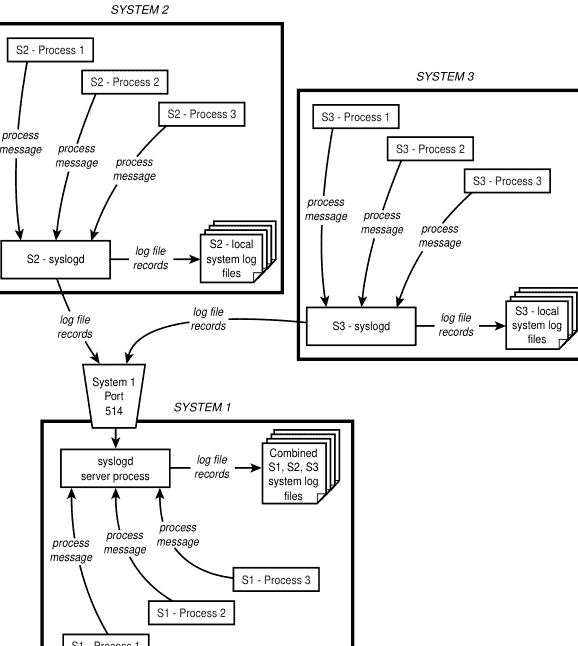 SYSTEM 2
S2 - Process 1
S2 - Process 2
S2 - Process 3
process
message
process
message
process
message
S2 - syslogd
log file
records
S2 - local
system log
files
SYSTEM 3
S3 - Process 1
S3 - Process 2
S3 - Process 3
process
message
process
message
process
message
S3 - syslogd
log file
records
S3 - local
system log
files
log file
records
log file
records
System 1
Port
514
SYSTEM 1
syslogd
server process
log file
records
Combined
S1, S2, S3
system log
files
process
message
process
message
process
message
S1 - Process 3
S1 - Process 2
S1 - Process 1